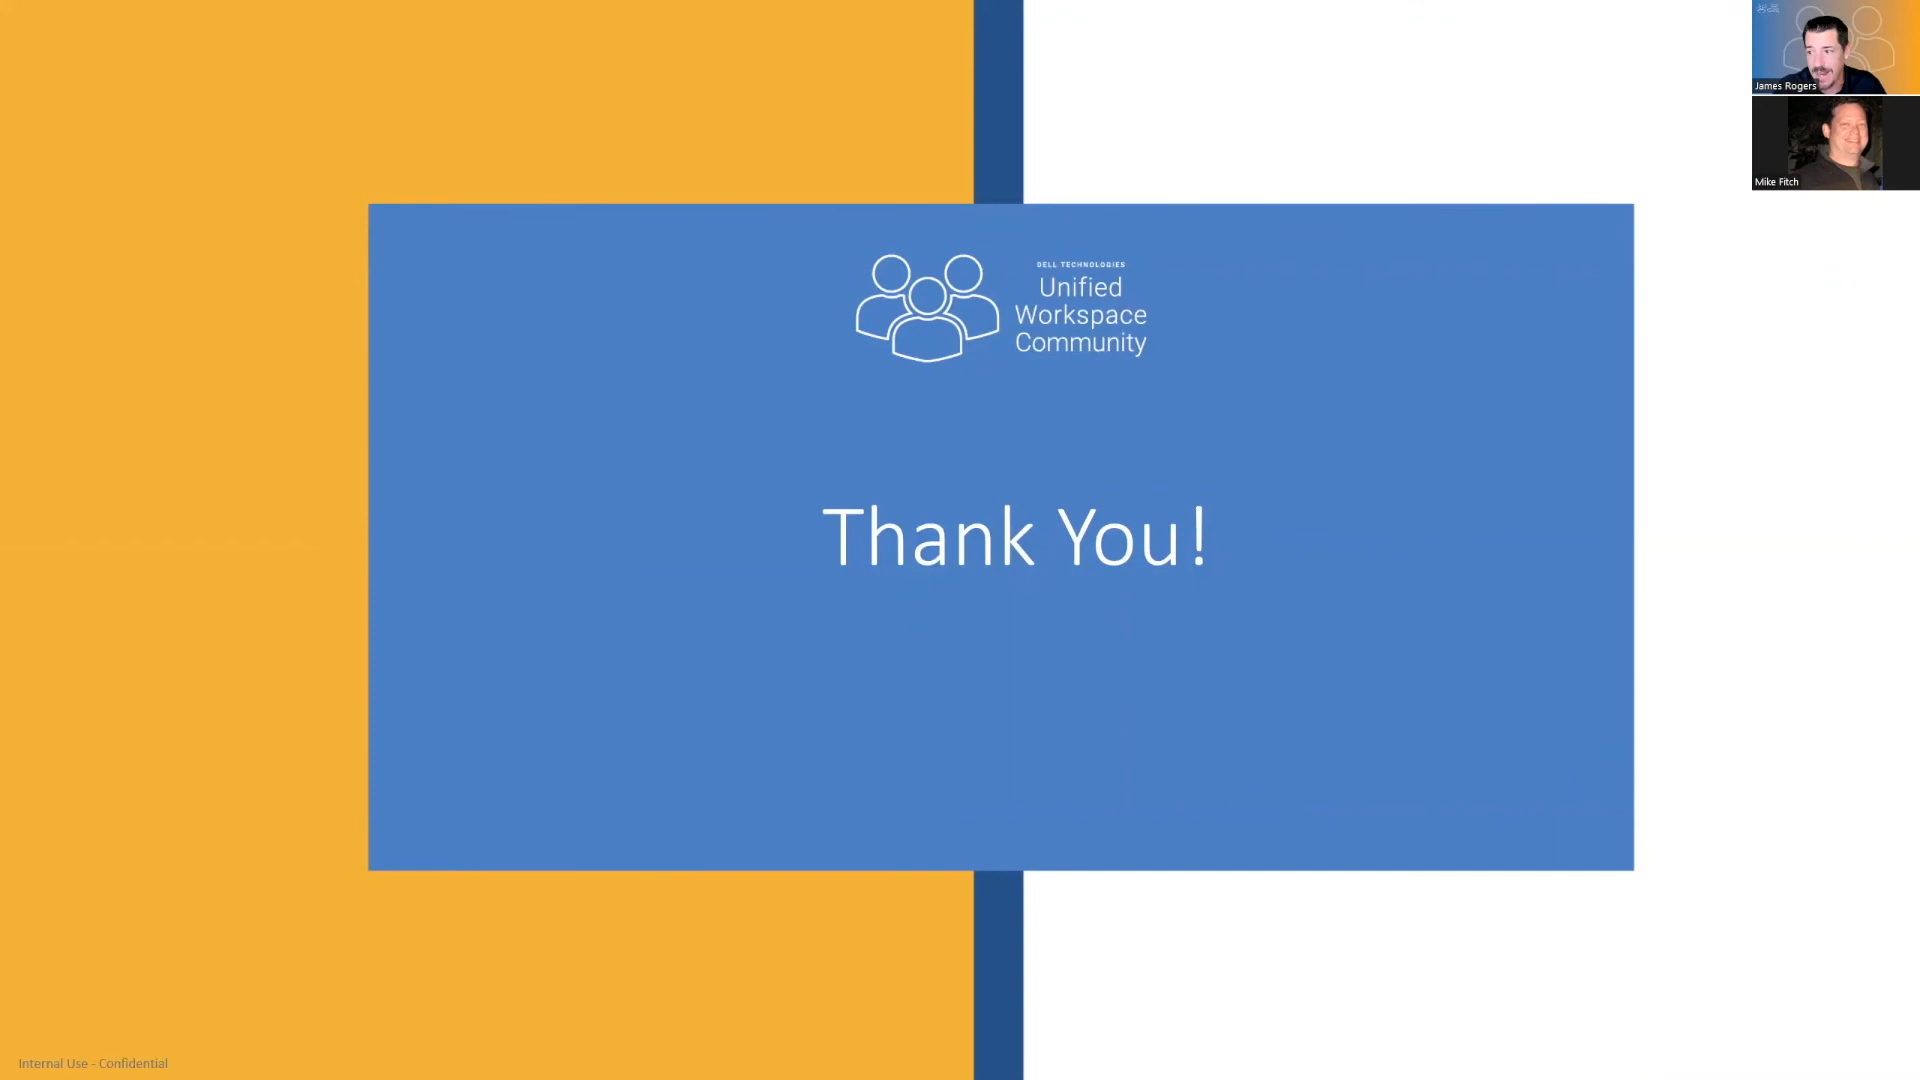 James Rogers
Mike Fitch
DELL TECHNOLOGIES
Unified
Workspace
Community
Thank You!
Internal Use - Confidential